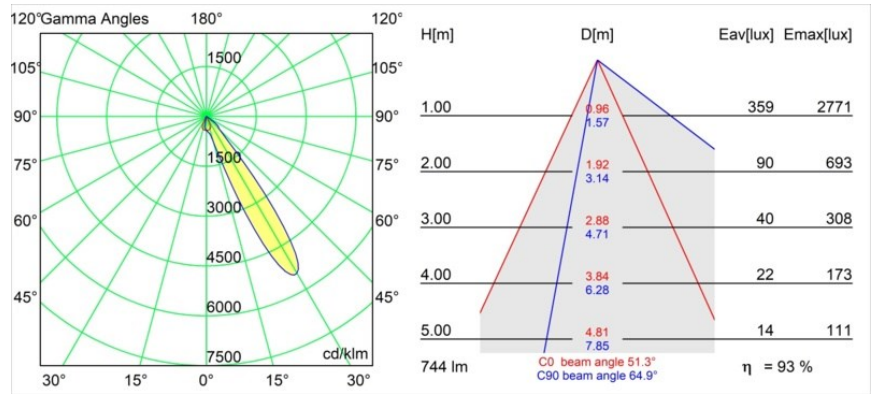 120° Gamma Angles 180° 120°
105° 1500 105°
90° 90°
75° 1500 75°
60° 3000 60°
45° 4500 45°
6000
7500 cd/klm
30° 15° 0° 15° 30°
H[m] D[m] Eav[lux] Emax[lux]
1.00 0.96 359 2771
1.57
2.00 1.92 90 693
3.14
3.00 2.88 40 308
4.71
4.00 3.84 22 173
6.28
5.00 4.81 14 111
7.85
744 lm C0 beam angle 51.3° η = 93 %
C90 beam angle 64.9°